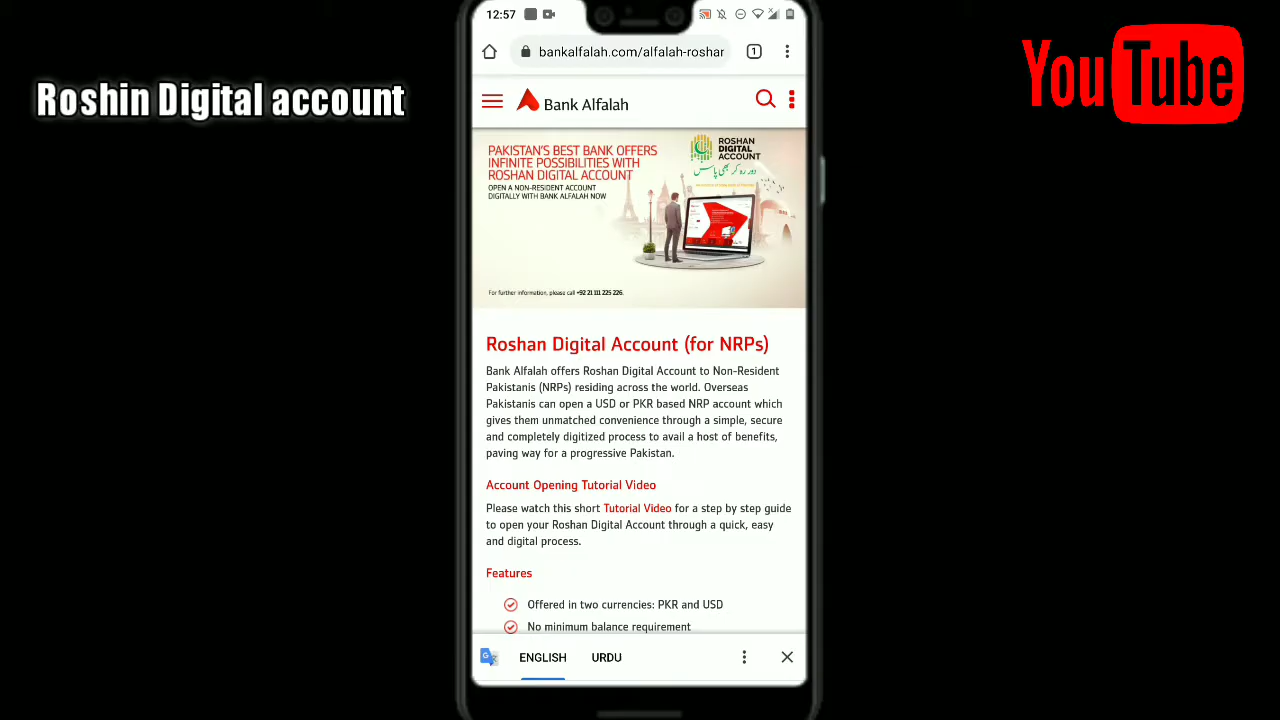 Roshin Digital account
YouTube
12:57
bankalfalah.com/alfalah-roshar
1
Bank Alfalah
PAKISTAN'S BEST BANK OFFERS
INFINITE POSSIBILITIES WITH
ROSHAN DIGITAL ACCOUNT
OPEN A NON-RESIDENT ACCOUNT
DIGITALLY WITH BANK ALFALAH NOW
ROSHAN
DIGITAL
ACCOUNT
دور رہ کر بھی پاس
For further information, please call +92 21 111 225 226.
Roshan Digital Account (for NRPs)
Bank Alfalah offers Roshan Digital Account to Non-Resident
Pakistanis (NRPs) residing across the world. Overseas
Pakistanis can open a USD or PKR based NRP account which
gives them unmatched convenience through a simple, secure
and completely digitized process to avail a host of benefits,
paving way for a progressive Pakistan.
Account Opening Tutorial Video
Please watch this short Tutorial Video for a step by step guide
to open your Roshan Digital Account through a quick, easy
and digital process.
Features
Offered in two currencies: PKR and USD
No minimum balance requirement
ENGLISH URDU